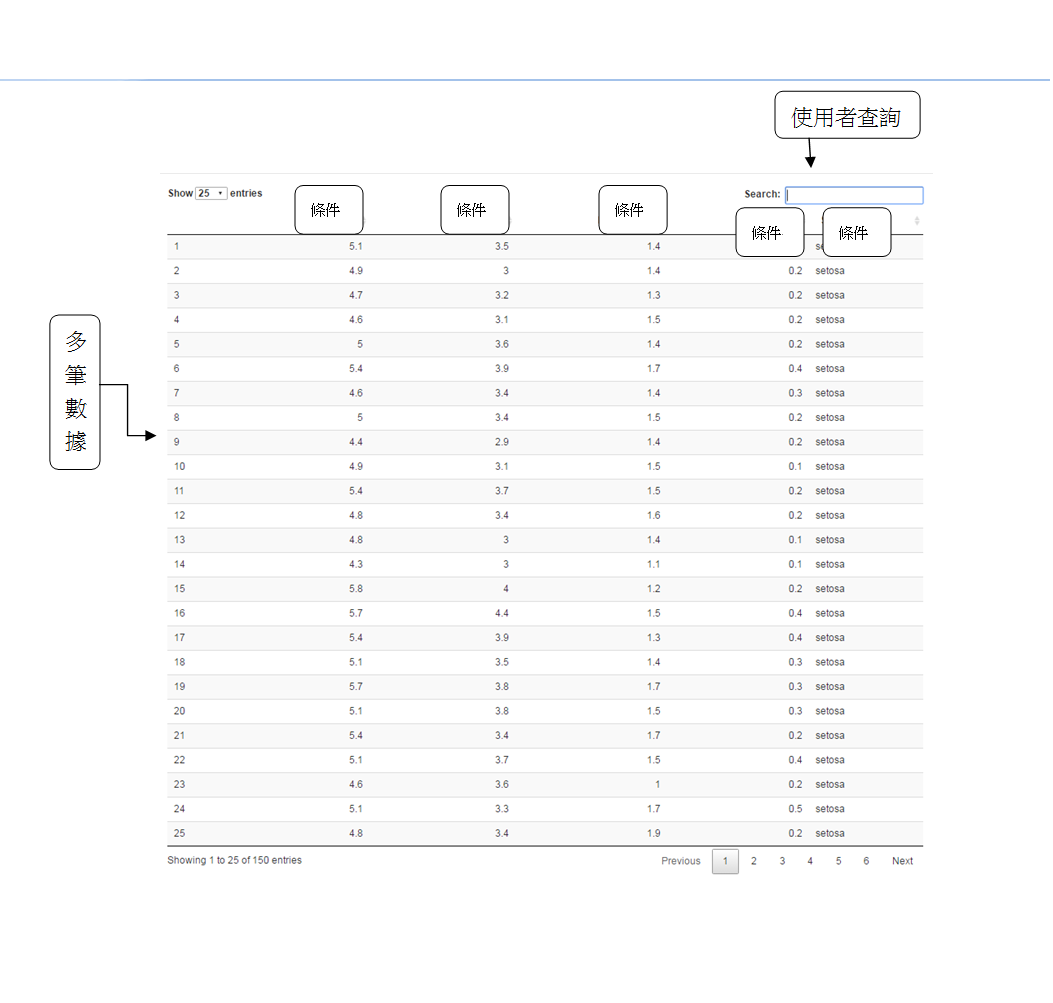 使用者查詢
Show 25 entries
Search:
條件 條件 條件 條件 條件
多筆數據
1 5.1 3.5 1.4 se
2 4.9 3 1.4 0.2 setosa
3 4.7 3.2 1.3 0.2 setosa
4 4.6 3.1 1.5 0.2 setosa
5 5 3.6 1.4 0.2 setosa
6 5.4 3.9 1.7 0.4 setosa
7 4.6 3.4 1.4 0.3 setosa
8 5 3.4 1.5 0.2 setosa
9 4.4 2.9 1.4 0.2 setosa
10 4.9 3.1 1.5 0.1 setosa
11 5.4 3.7 1.5 0.2 setosa
12 4.8 3.4 1.6 0.2 setosa
13 4.8 3 1.4 0.1 setosa
14 4.3 3 1.1 0.1 setosa
15 5.8 4 1.2 0.2 setosa
16 5.7 4.4 1.5 0.4 setosa
17 5.4 3.9 1.3 0.4 setosa
18 5.1 3.5 1.4 0.3 setosa
19 5.7 3.8 1.7 0.3 setosa
20 5.1 3.8 1.5 0.3 setosa
21 5.4 3.4 1.7 0.2 setosa
22 5.1 3.7 1.5 0.4 setosa
23 4.6 3.6 1 0.2 setosa
24 5.1 3.3 1.7 0.5 setosa
25 4.8 3.4 1.9 0.2 setosa
Showing 1 to 25 of 150 entries
Previous 1 2 3 4 5 6 Next